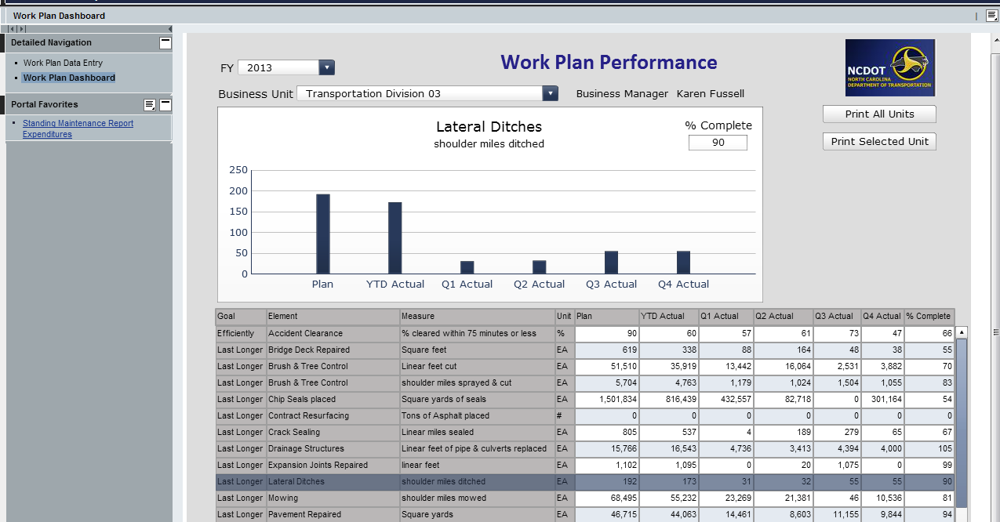 Work Plan Dashboard
Detailed Navigation
Work Plan Data Entry
Work Plan Dashboard
Portal Favorites
Standing Maintenance Report
Expenditures
FY 2013
Work Plan Performance
NCDOT
NORTH CAROLINA
DEPARTMENT OF TRANSPORTATION
Business Unit Transportation Division 03 Business Manager Karen Fussell
Print All Units
Print Selected Unit
Lateral Ditches
shoulder miles ditched
% Complete
90
250
200
150
100
50
0
Plan YTD Actual Q1 Actual Q2 Actual Q3 Actual Q4 Actual
Goal Element Measure Unit Plan YTD Actual Q1 Actual Q2 Actual Q3 Actual Q4 Actual % Complete
Efficiently Accident Clearance % cleared within 75 minutes or less % 90 60 57 61 73 47 66
Last Longer Bridge Deck Repaired Square feet EA 619 338 88 164 48 38 55
Last Longer Brush & Tree Control Linear feet cut EA 51,510 35,919 13,442 16,064 2,531 3,882 70
Last Longer Brush & Tree Control shoulder miles sprayed & cut EA 5,704 4,763 1,179 1,024 1,504 1,055 83
Last Longer Chip Seals placed Square yards of seals EA 1,501,834 816,439 432,557 82,718 0 301,164 54
Last Longer Contract Resurfacing Tons of Asphalt placed # 0 0 0 0 0 0 0
Last Longer Crack Sealing Linear miles sealed EA 805 537 4 189 279 65 67
Last Longer Drainage Structures Linear feet of pipe & culverts replaced EA 15,766 16,543 4,736 3,413 4,394 4,000 105
Last Longer Expansion Joints Repaired linear feet EA 1,102 1,095 0 20 1,075 0 99
Last Longer Lateral Ditches shoulder miles ditched EA 192 173 31 32 55 55 90
Last Longer Mowing shoulder miles mowed EA 68,495 55,232 23,269 21,381 46 10,536 81
Last Longer Pavement Repaired Square yards EA 46,715 44,063 14,461 8,603 11,155 9,844 94